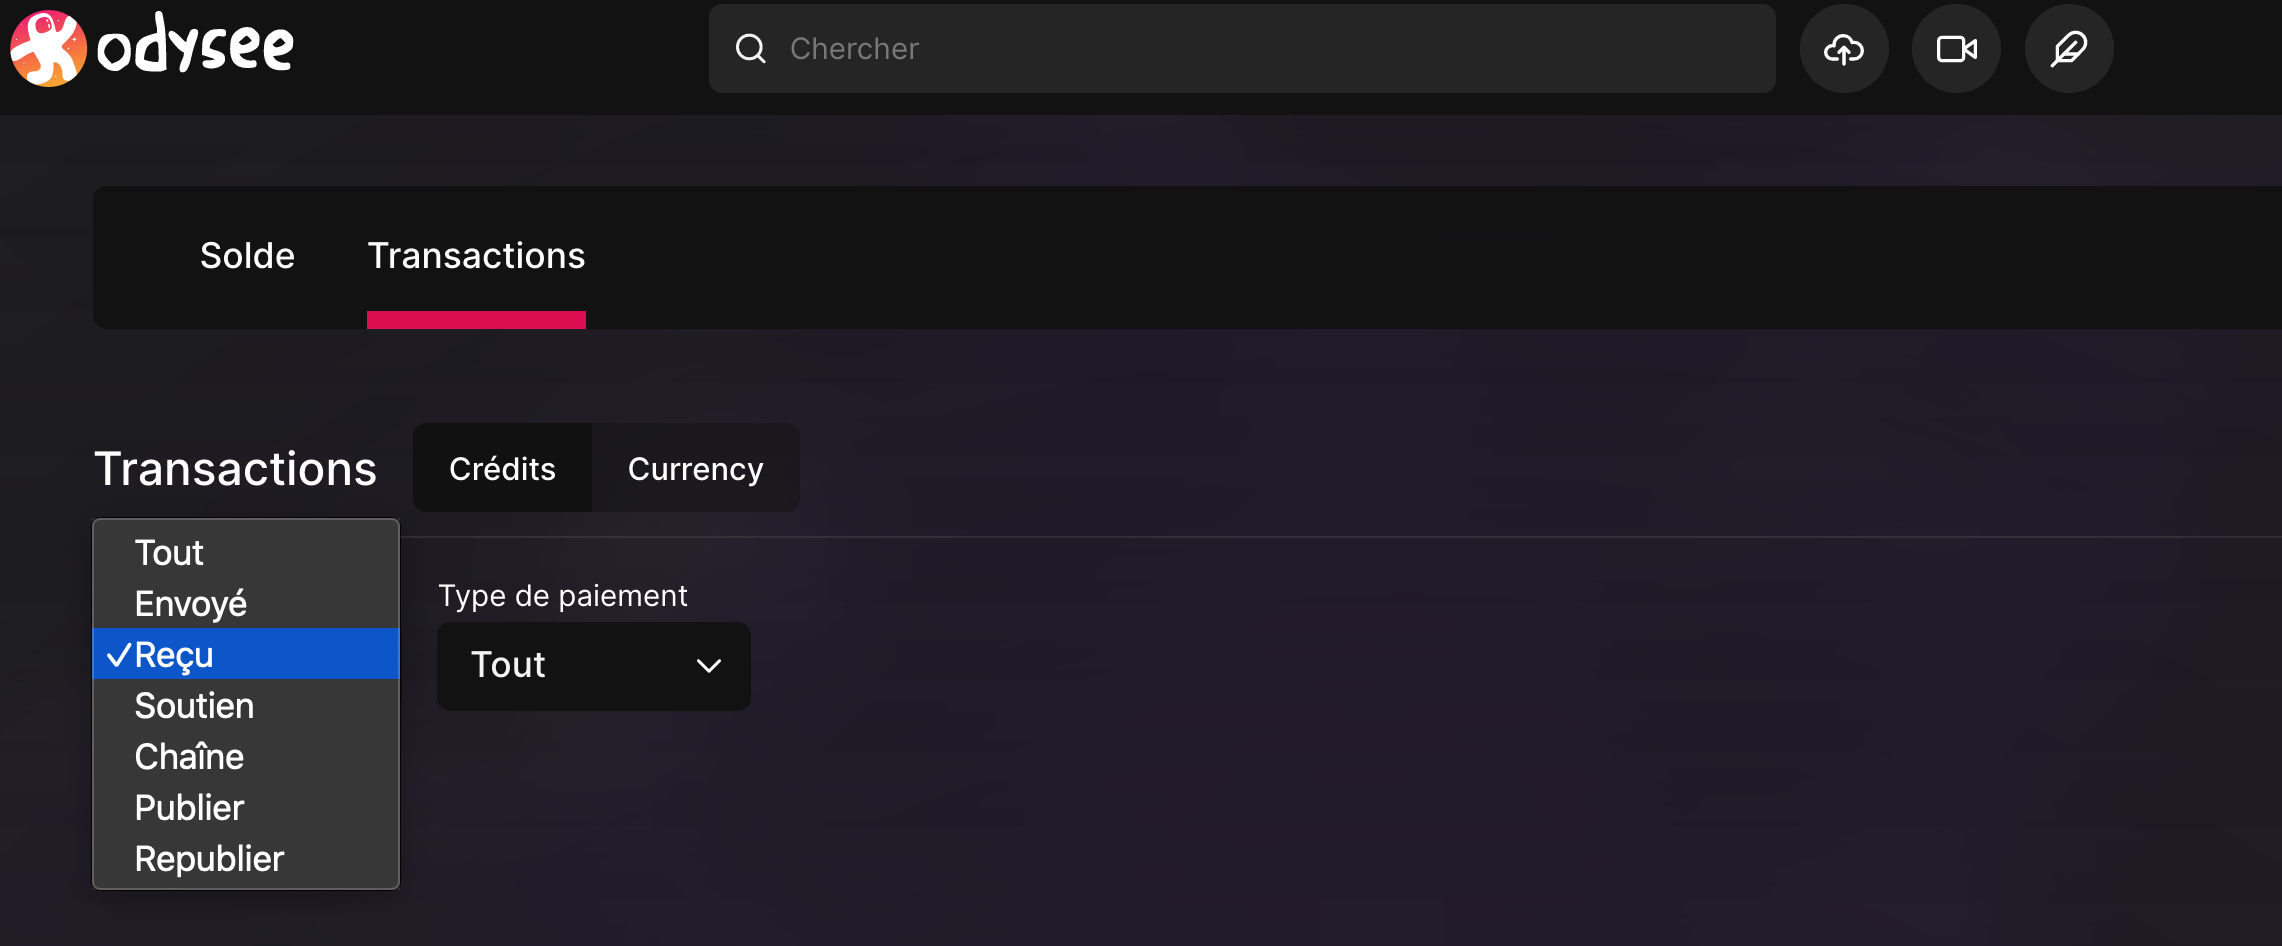 odysee
Chercher
Solde
Transactions
Transactions
Crédits
Currency
Tout
Envoyé
Reçu
Soutien
Chaîne
Publier
Republier
Type de paiement
Tout